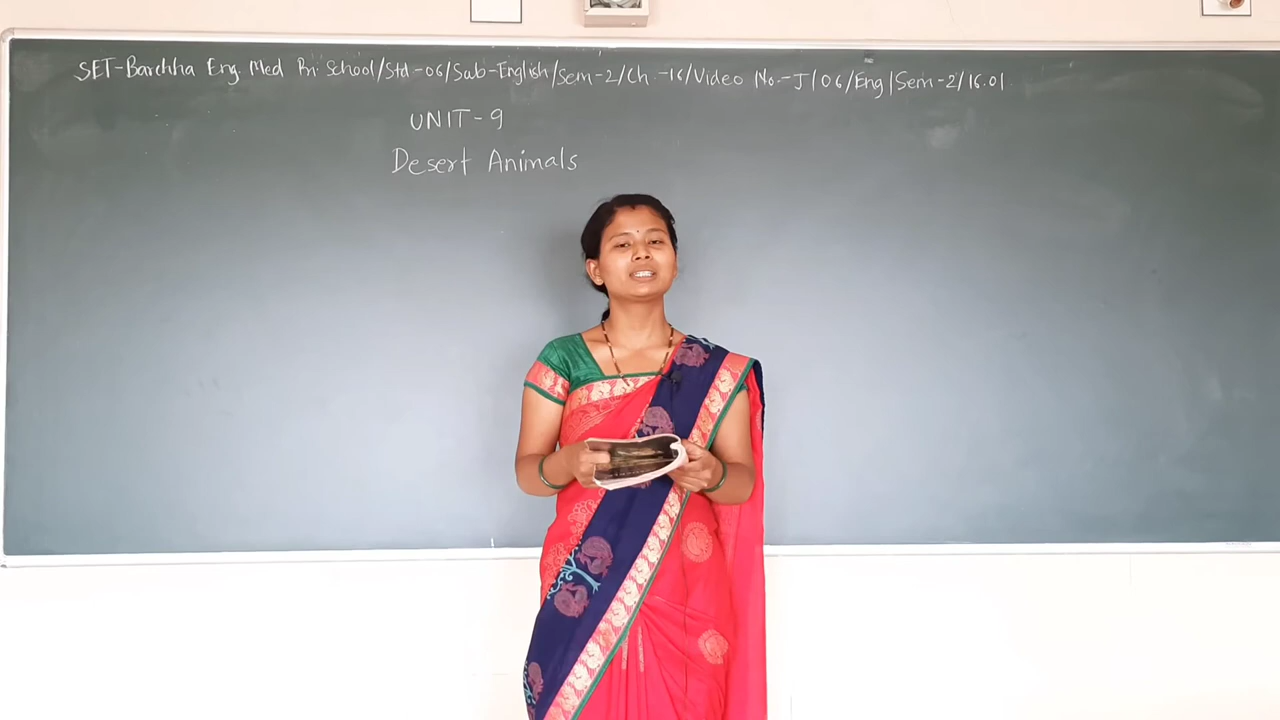 SET-Barchha Eng. Med Pri. School/Std-06/Sub-English/Sem-2/Ch.-16/Video No.-J/06/Eng/Sem-2/16.01
UNIT-9
Desert Animals